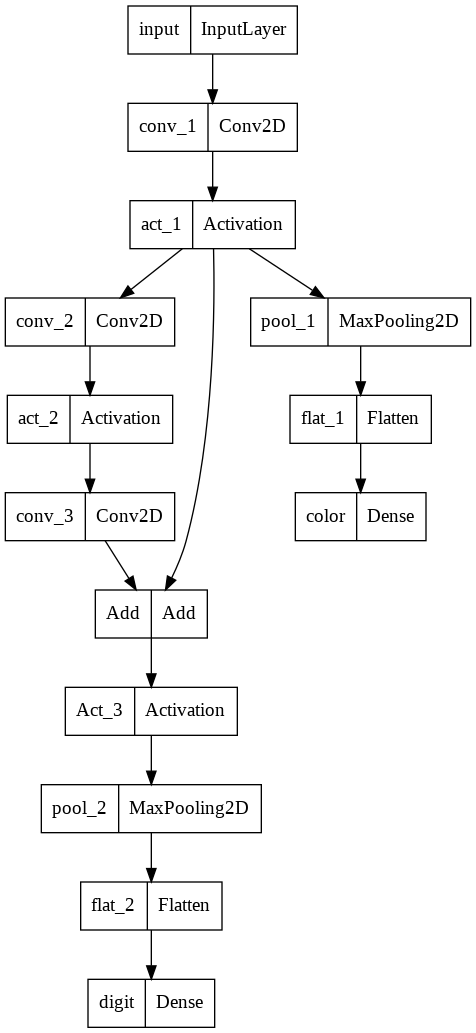 input InputLayer
conv_1 Conv2D
act_1 Activation
conv_2 Conv2D
pool_1 MaxPooling2D
act_2 Activation
flat_1 Flatten
conv_3 Conv2D
color Dense
Add Add
Act_3 Activation
pool_2 MaxPooling2D
flat_2 Flatten
digit Dense